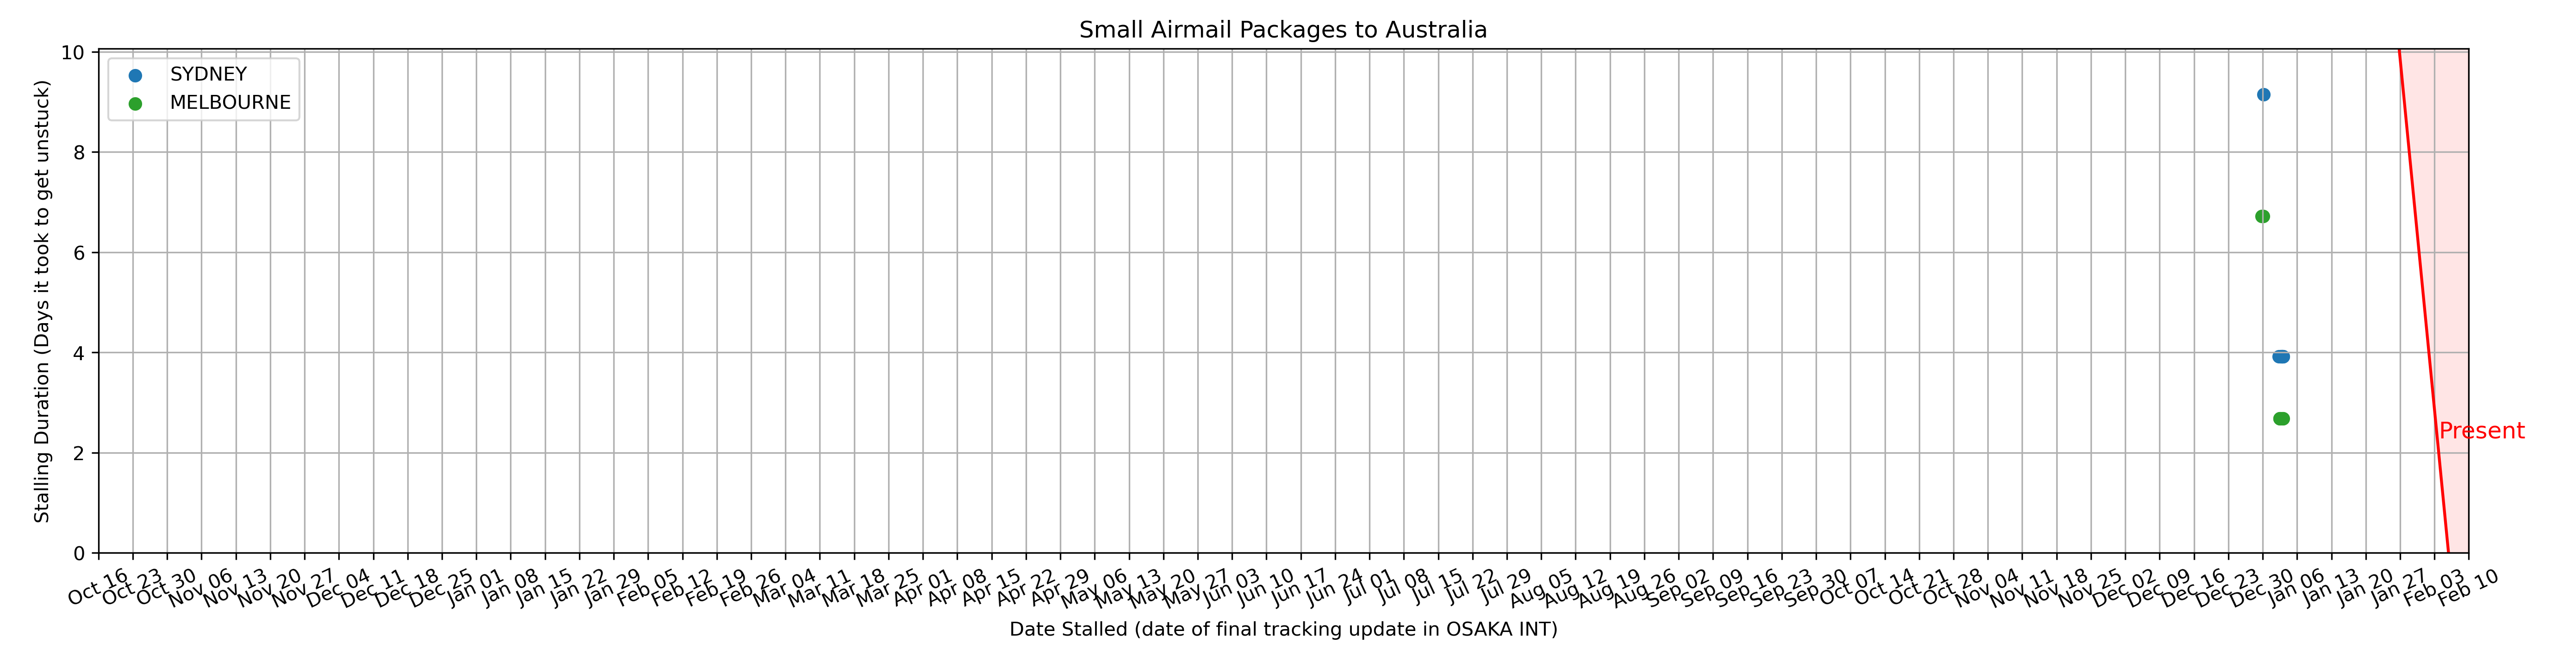 Small Airmail Packages to Australia
Stalling Duration (Days it took to get unstuck)
10
8
6
4
2
0
SYDNEY
MELBOURNE
Present
Oct 16
Oct 23
Oct 30
Nov 06
Nov 13
Nov 20
Nov 27
Dec 04
Dec 11
Dec 18
Dec 25
Jan 01
Jan 08
Jan 15
Jan 22
Jan 29
Feb 05
Feb 12
Feb 19
Feb 26
Mar 04
Mar 11
Mar 18
Mar 25
Apr 01
Apr 08
Apr 15
Apr 22
Apr 29
May 06
May 13
May 20
May 27
Jun 03
Jun 10
Jun 17
Jun 24
Jul 01
Jul 08
Jul 15
Jul 22
Jul 29
Aug 05
Aug 12
Aug 19
Aug 26
Sep 02
Sep 09
Sep 16
Sep 23
Sep 30
Oct 07
Oct 14
Oct 21
Oct 28
Nov 04
Nov 11
Nov 18
Nov 25
Dec 02
Dec 09
Dec 16
Dec 23
Dec 30
Jan 06
Jan 13
Jan 20
Jan 27
Feb 03
Feb 10
Date Stalled (date of final tracking update in OSAKA INT)